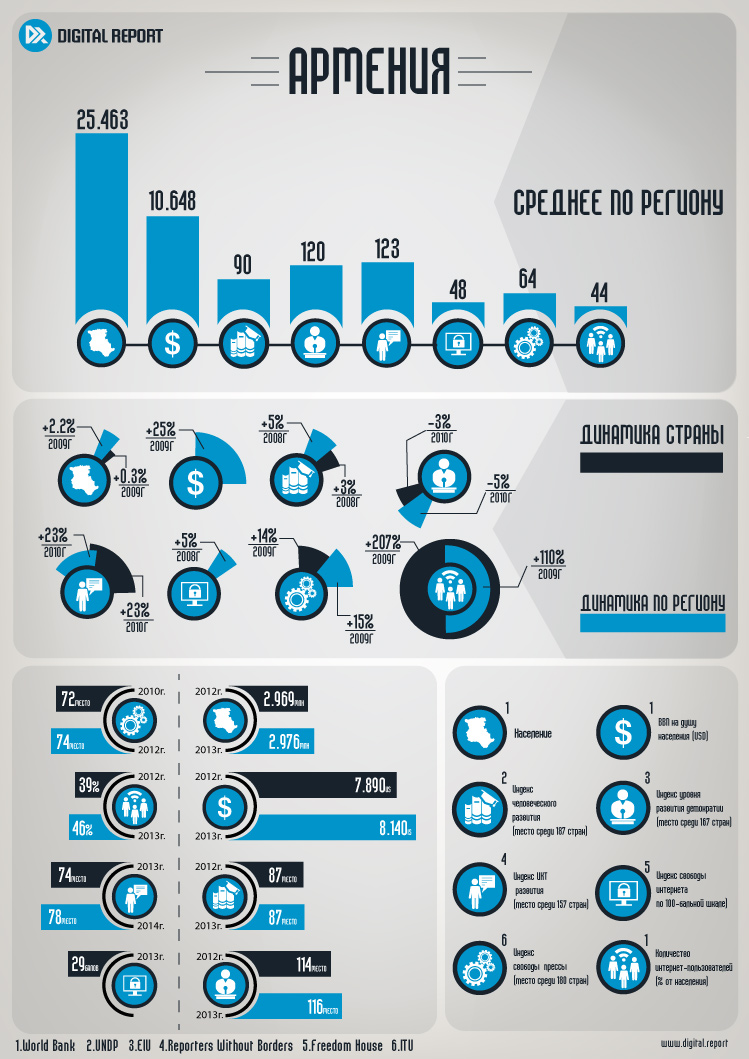 DIGITAL REPORT
АРМЕНИЯ
25.463
10.648
90
120
123
48
64
44
СРЕДНЕЕ ПО РЕГИОНУ
$
+2.2%
2009Г
+0.3%
2009Г
+25%
2009Г
$
+5%
2008Г
+3%
2008Г
-3%
2010Г
-5%
2010Г
ДИНАМИКА СТРАНЫ
+23%
2010Г
+23%
2010Г
+5%
2008Г
+14%
2009Г
+15%
2009Г
+207%
2009Г
+110%
2009Г
ДИНАМИКА ПО РЕГИОНУ
72МЕСТО
2010г.
74МЕСТО
2012г.
2012г.
2.969МЛН
2013г.
2.976МЛН
39%
2012г.
46%
2013г.
2012г.
7.890US
$
2013г.
8.140US
74МЕСТО
2013г.
78МЕСТО
2014г.
2012г.
87МЕСТО
2013г.
87МЕСТО
29БАЛОВ
2013г.
2012г.
114МЕСТО
2013г.
116МЕСТО
1
Население
1
$
ВВП на душу
населения (USD)
2
Индекс
человеческого
развития
(место среди 187 стран)
3
Индекс уровня
развития демократии
(место среди 167 стран)
4
Индекс ИКТ
развития
(место среди 157 стран)
5
Индекс свободы
интернета
по 100-бальной шкале)
6
Индекс
свободы прессы
(место среди 180 стран)
1
Количество
интернет-пользователей
(% от населения)
1.World Bank 2.UNDP 3.EIU 4.Reporters Without Borders 5.Freedom House 6.ITU
www.digital.report